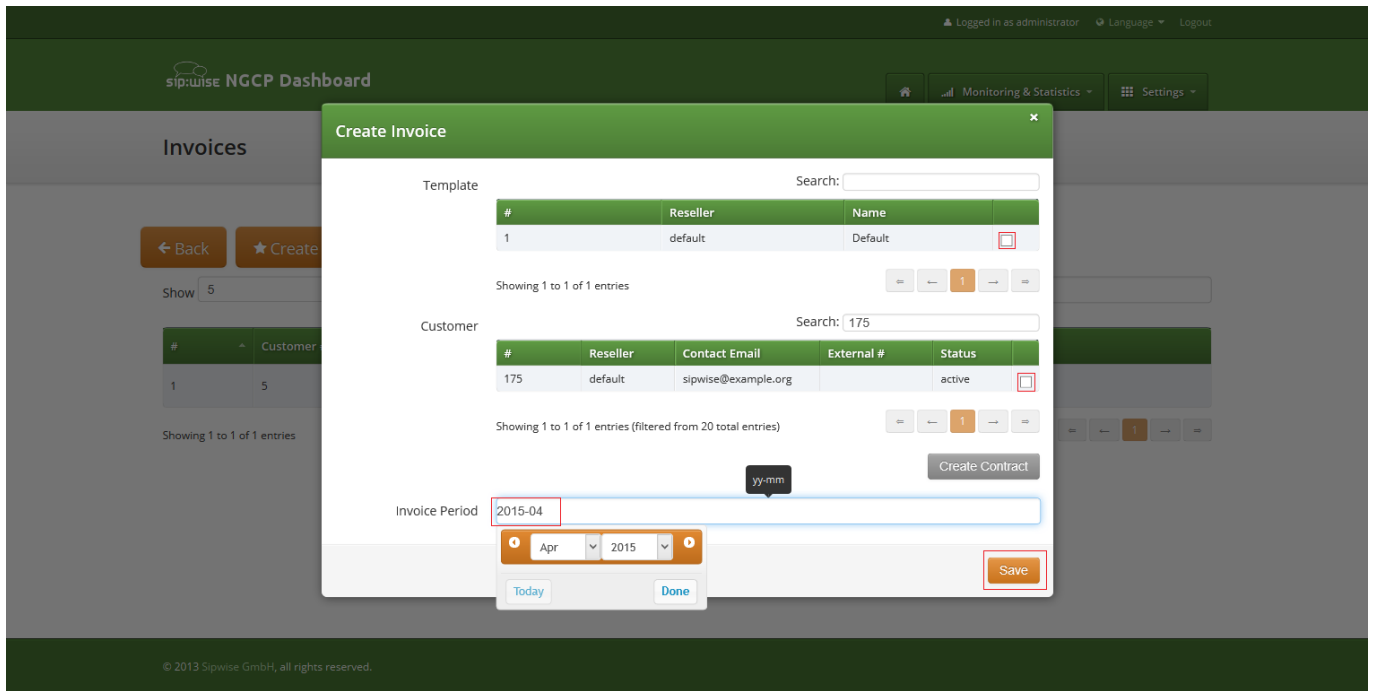 Logged in as administrator Language Logout
sip:wise NGCP Dashboard
Monitoring & Statistics Settings
Create Invoice ×
Invoices
Template Search:
# Reseller Name
1 default Default
Back Create
Showing 1 to 1 of 1 entries ⇐ ← 1 → ⇒
Show 5
Customer Search: 175
# Customer
# Reseller Contact Email External # Status
175 default sipwise@example.org active
1 5
Showing 1 to 1 of 1 entries (filtered from 20 total entries) ⇐ ← 1 → ⇒
Showing 1 to 1 of 1 entries ⇐ ← 1 → ⇒
Create Contract
yy-mm
Invoice Period 2015-04
Apr 2015
Save
Today Done
© 2013 Sipwise GmbH, all rights reserved.